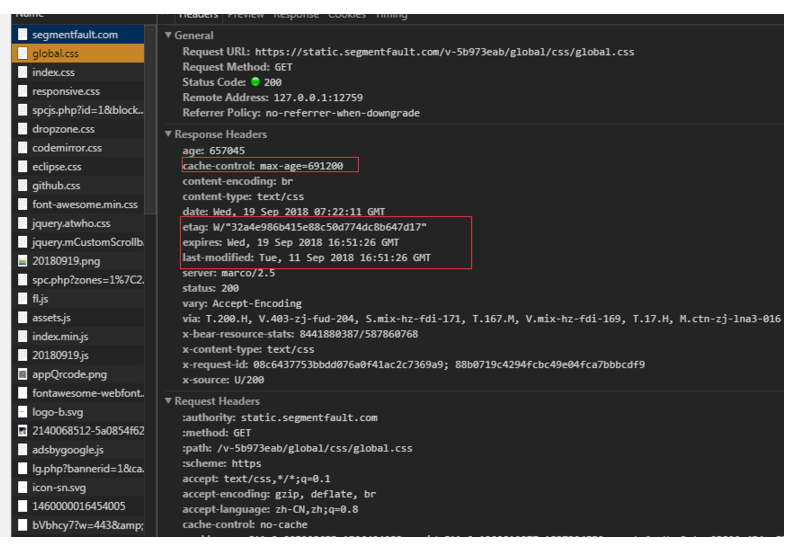 Name
Headers Preview Response Cookies Timing
segmentfault.com
global.css
index.css
responsive.css
spcjs.php?id=1&block...
dropzone.css
codemirror.css
eclipse.css
github.css
font-awesome.min.css
jquery.atwho.css
jquery.mCustomScrollb.
20180919.png
spc.php?zones=1%7C2.
fl.js
assets.js
index.min.js
20180919.js
appQrcode.png
fontawesome-webfont.
logo-b.svg
2140068512-5a0854f62
adsbygoogle.js
lg.php?bannerid=1&ca.
icon-sn.svg
1460000016454005
bVbhcy7?w=443&amp;
General
Request URL: https://static.segmentfault.com/v-5b973eab/global/css/global.css
Request Method: GET
Status Code: 200
Remote Address: 127.0.0.1:12759
Referrer Policy: no-referrer-when-downgrade
Response Headers
age: 657045
cache-control: max-age=691200
content-encoding: br
content-type: text/css
date: Wed, 19 Sep 2018 07:22:11 GMT
etag: W/"32a4e986b415e88c50d774dc8b647d17"
expires: Wed, 19 Sep 2018 16:51:26 GMT
last-modified: Tue, 11 Sep 2018 16:51:26 GMT
server: marco/2.5
status: 200
vary: Accept-Encoding
via: T.200.H, V.403-zj-fud-204, S.mix-hz-fdi-171, T.167.M, V.mix-hz-fdi-169, T.17.H, M.ctn-zj-lna3-016
x-bear-resource-stats: 8441880387/587860768
x-content-type: text/css
x-request-id: 08c6437753bbdd076a0f41ac2c7369a9; 88b0719c4294fcbc49e04fca7bbbcdf9
x-source: U/200
Request Headers
:authority: static.segmentfault.com
:method: GET
:path: /v-5b973eab/global/css/global.css
:scheme: https
accept: text/css,*/*;q=0.1
accept-encoding: gzip, deflate, br
accept-language: zh-CN,zh;q=0.8
cache-control: no-cache